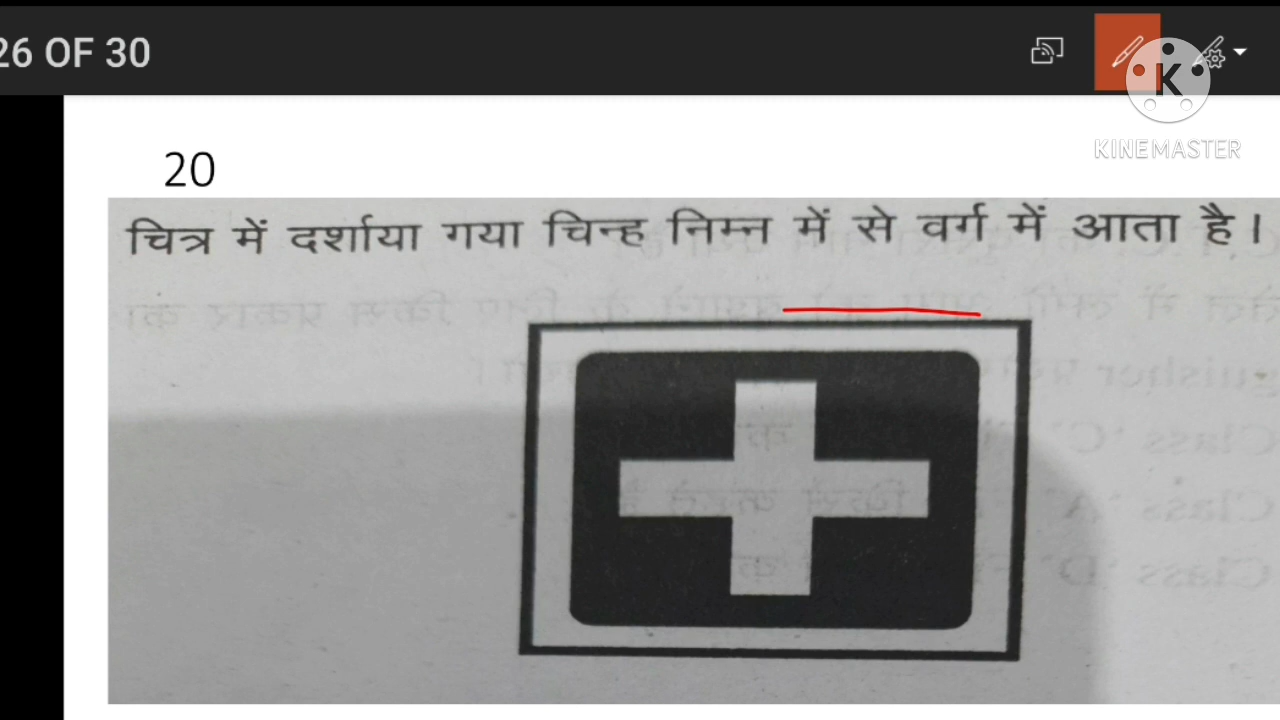 26 OF 30
K
KINEMASTER
20
चित्र में दर्शाया गया चिन्ह निम्न में से वर्ग में आता है।